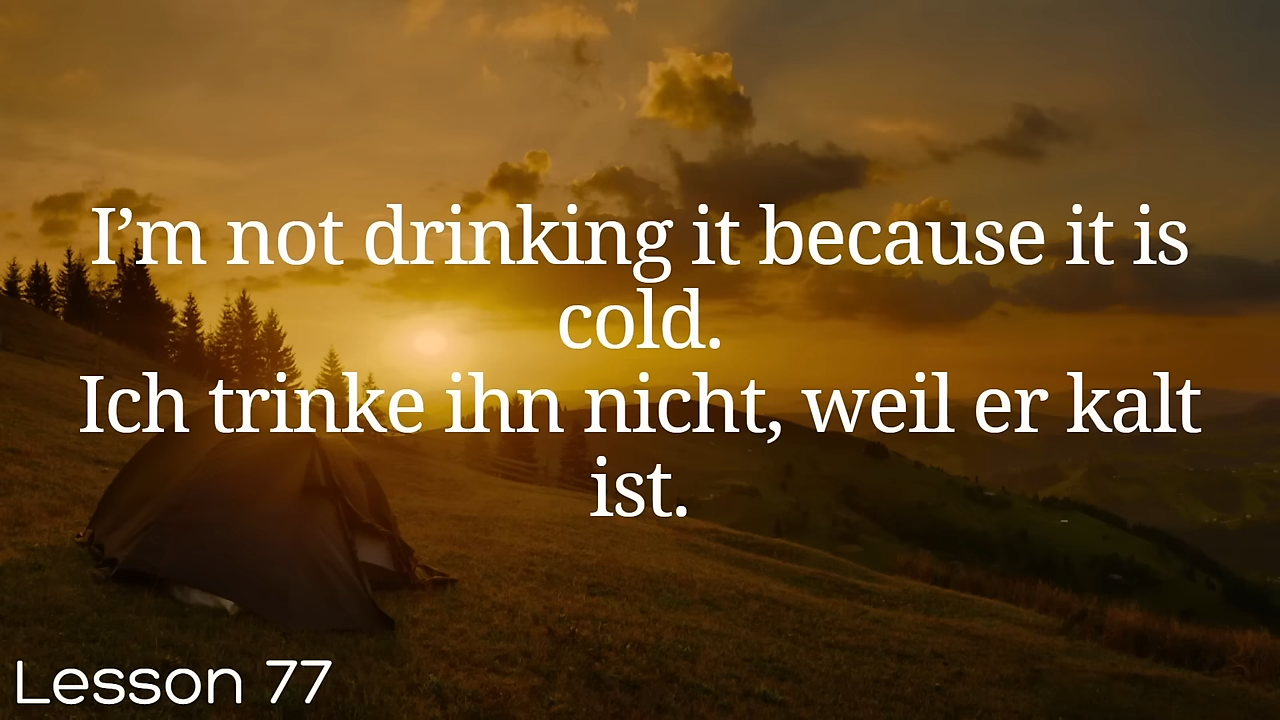 I’m not drinking it because it is
cold.
Ich trinke ihn nicht, weil er kalt
ist.
Lesson 77